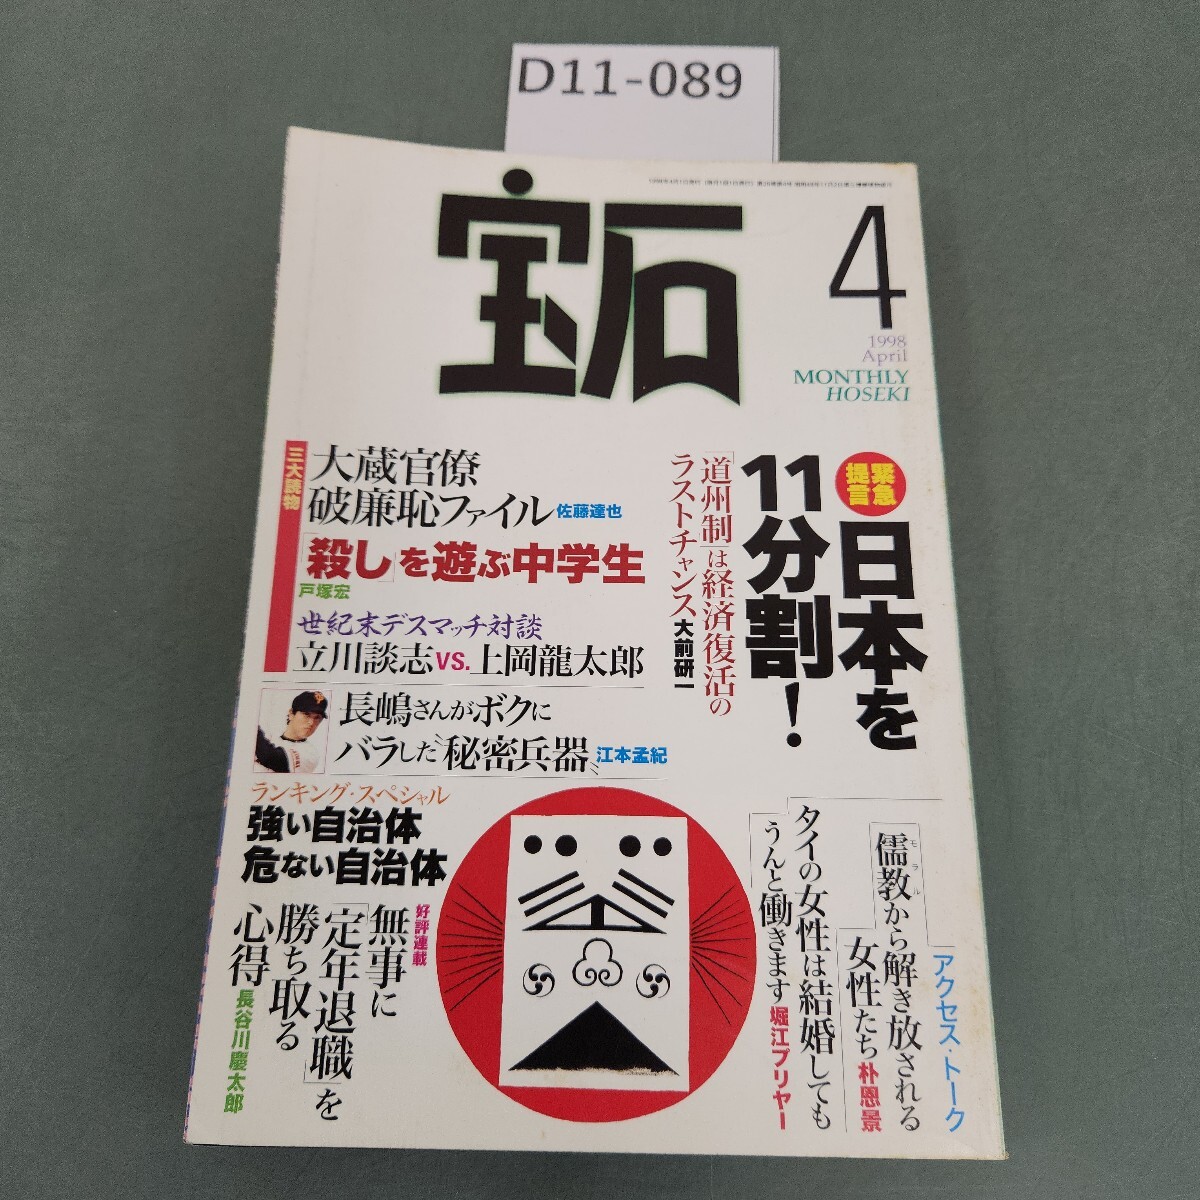 D11-089
宝石
4
1998
April
MONTHLY
HOSEKI
緊急
提言
日本を
11分割！
「道州制」は経済復活の
ラストチャンス 大前研一
三大読物
大蔵官僚
破廉恥ファイル 佐藤達也
「殺し」を遊ぶ中学生
戸塚宏
世紀末デスマッチ対談
立川談志 vs. 上岡龍太郎
長嶋さんがボクに
バラした〝秘密兵器〟 江本孟紀
ランキング・スペシャル
強い自治体
危ない自治体
アクセス・トーク
儒教から解き放される
モラル
女性たち 朴恩景
タイの女性は結婚しても
うんと働きます 堀江プリヤー
好評連載
無事に
「定年退職」を
勝ち取る
心得 長谷川慶太郎